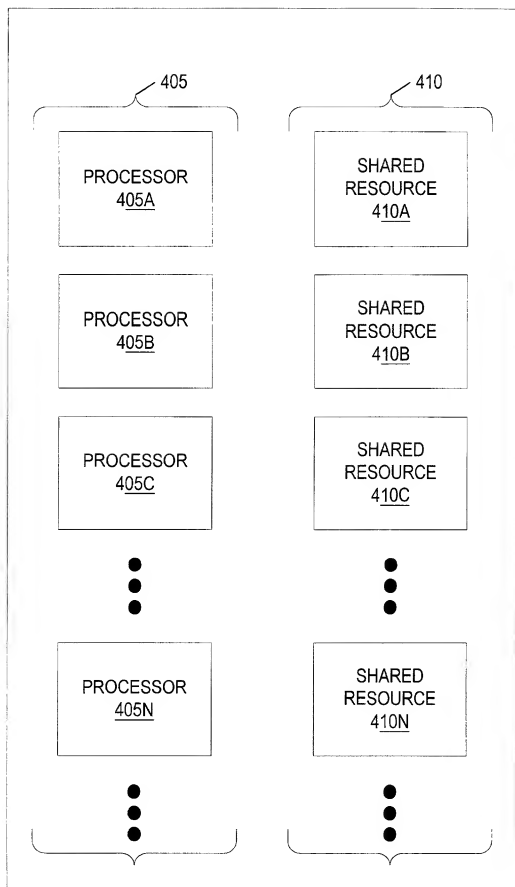 405
410
PROCESSOR
405A
SHARED
RESOURCE
410A
PROCESSOR
405B
SHARED
RESOURCE
410B
PROCESSOR
405C
SHARED
RESOURCE
410C
PROCESSOR
405N
SHARED
RESOURCE
410N